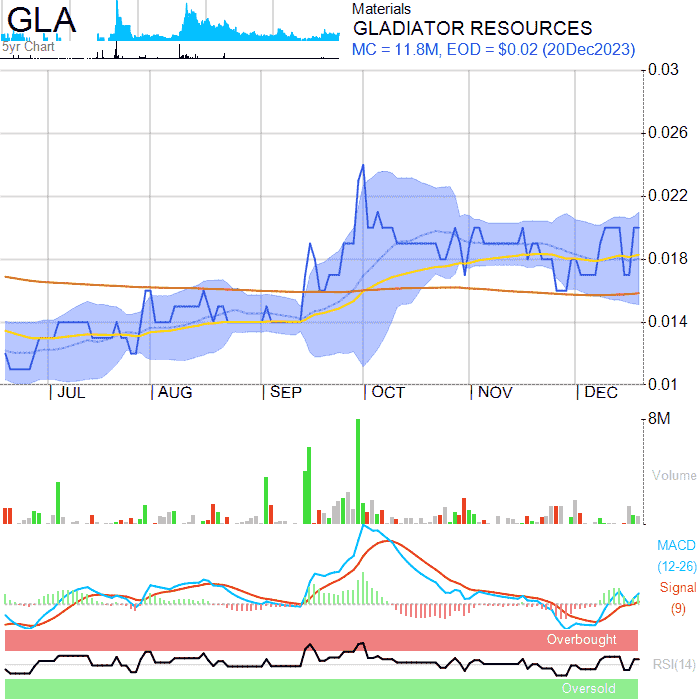 GLA
5yr Chart
Materials
GLADIATOR RESOURCES
MC = 11.8M, EOD = $0.02 (20Dec2023)
0.03
0.026
0.022
0.018
0.014
0.01
|JUL |AUG |SEP |OCT |NOV |DEC
8M
Volume
MACD
(12-26)
Signal
(9)
Overbought
RSI(14)
Oversold